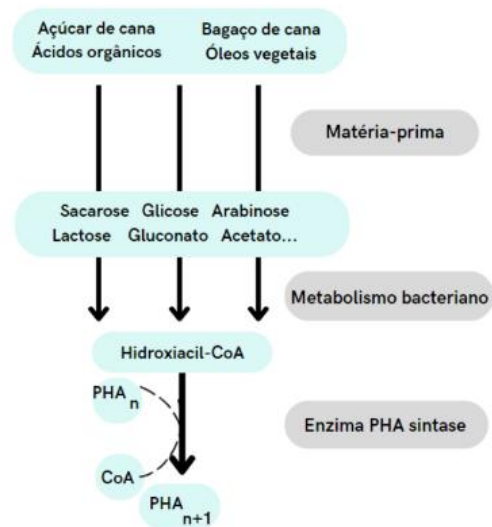 Açúcar de cana Bagaço de cana
Ácidos orgânicos Óleos vegetais
Matéria-prima
Sacarose Glicose Arabinose
Lactose Gluconato Acetato...
Metabolismo bacteriano
Hidroxiacil-CoA
PHA n
Enzima PHA sintase
CoA
PHA n+1